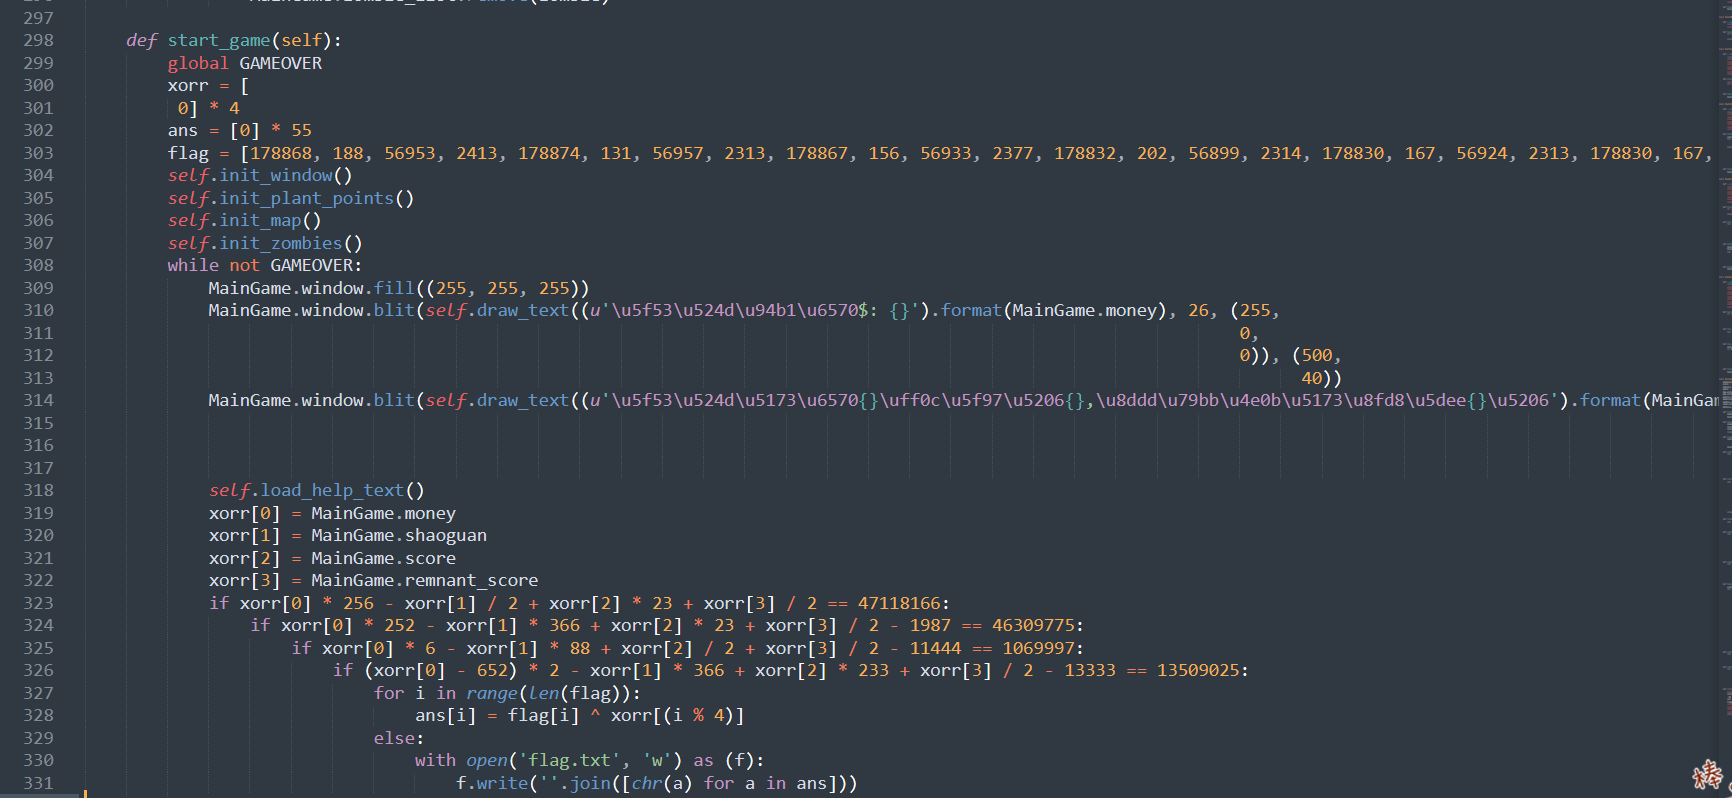 297
298 def start_game(self):
299 global GAMEOVER
300 xorr = [
301 0] * 4
302 ans = [0] * 55
303 flag = [178868, 188, 56953, 2413, 178874, 131, 56957, 2313, 178867, 156, 56933, 2377, 178832, 202, 56899, 2314, 178830, 167, 56924, 2313, 178830, 167,
304 self.init_window()
305 self.init_plant_points()
306 self.init_map()
307 self.init_zombies()
308 while not GAMEOVER:
309 MainGame.window.fill((255, 255, 255))
310 MainGame.window.blit(self.draw_text((u'\u5f53\u524d\u94b1\u6570$: {}').format(MainGame.money), 26, (255,
311 0,
312 0)), (500,
313 40))
314 MainGame.window.blit(self.draw_text((u'\u5f53\u524d\u5173\u6570{}\uff0c\u5f97\u5206{},\u8ddd\u79bb\u4e0b\u5173\u8fd8\u5dee{}\u5206').format(MainGam
315
316
317
318 self.load_help_text()
319 xorr[0] = MainGame.money
320 xorr[1] = MainGame.shaoguan
321 xorr[2] = MainGame.score
322 xorr[3] = MainGame.remnant_score
323 if xorr[0] * 256 - xorr[1] / 2 + xorr[2] * 23 + xorr[3] / 2 == 47118166:
324 if xorr[0] * 252 - xorr[1] * 366 + xorr[2] * 23 + xorr[3] / 2 - 1987 == 46309775:
325 if xorr[0] * 6 - xorr[1] * 88 + xorr[2] / 2 + xorr[3] / 2 - 11444 == 1069997:
326 if (xorr[0] - 652) * 2 - xorr[1] * 366 + xorr[2] * 233 + xorr[3] / 2 - 13333 == 13509025:
327 for i in range(len(flag)):
328 ans[i] = flag[i] ^ xorr[(i % 4)]
329 else:
330 with open('flag.txt', 'w') as (f):
331 f.write(''.join([chr(a) for a in ans]))
棒